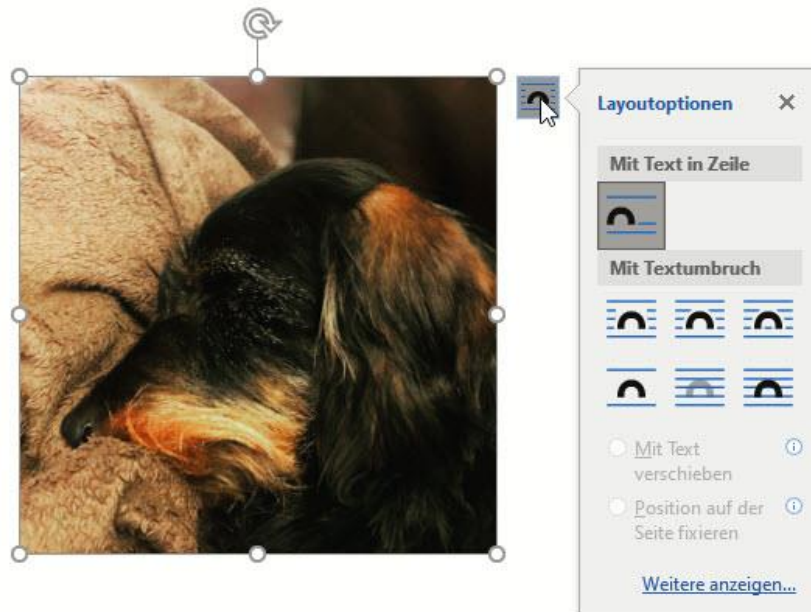 Layoutoptionen
Mit Text in Zeile
Mit Textumbruch
Mit Text
verschieben
Position auf der
Seite fixieren
Weitere anzeigen...